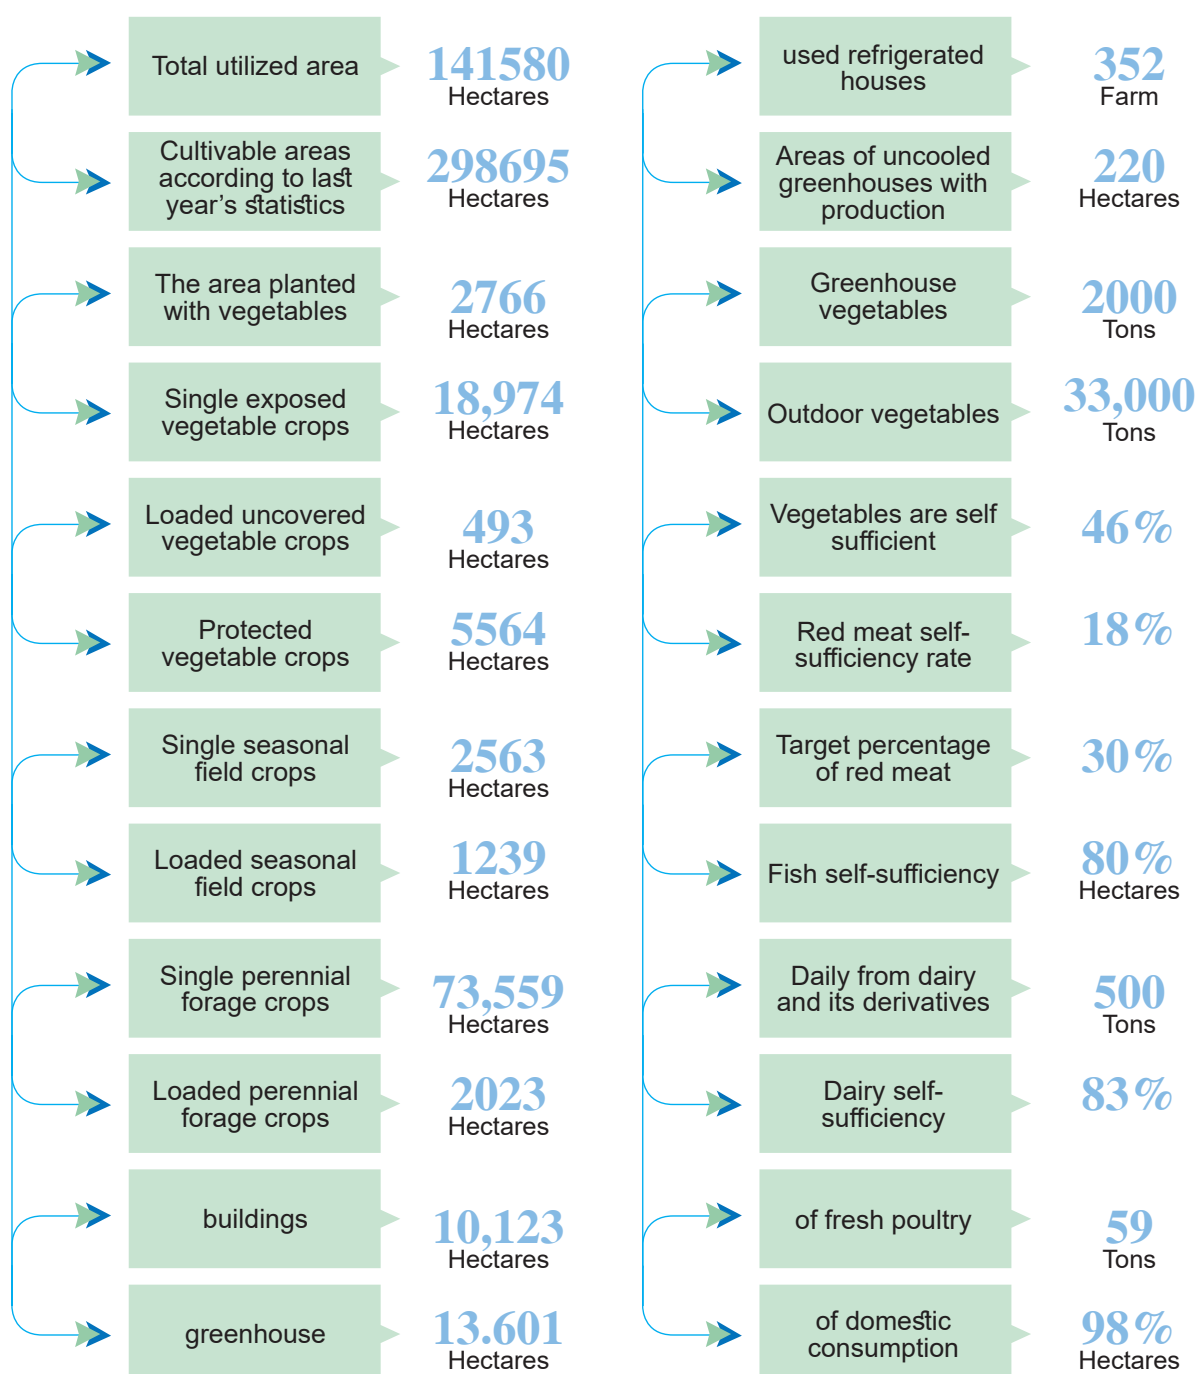 Total utilized area
141580
Hectares
Cultivable areas
according to last
year’s statistics
298695
Hectares
The area planted
with vegetables
2766
Hectares
Single exposed
vegetable crops
18,974
Hectares
Loaded uncovered
vegetable crops
493
Hectares
Protected
vegetable crops
5564
Hectares
Single seasonal
field crops
2563
Hectares
Loaded seasonal
field crops
1239
Hectares
Single perennial
forage crops
73,559
Hectares
Loaded perennial
forage crops
2023
Hectares
buildings
10,123
Hectares
greenhouse
13.601
Hectares
used refrigerated
houses
352
Farm
Areas of uncooled
greenhouses with
production
220
Hectares
Greenhouse
vegetables
2000
Tons
Outdoor vegetables
33,000
Tons
Vegetables are self
sufficient
46%
Red meat self-
sufficiency rate
18%
Target percentage
of red meat
30%
Fish self-sufficiency
80%
Hectares
Daily from dairy
and its derivatives
500
Tons
Dairy self-
sufficiency
83%
of fresh poultry
59
Tons
of domestic
consumption
98%
Hectares